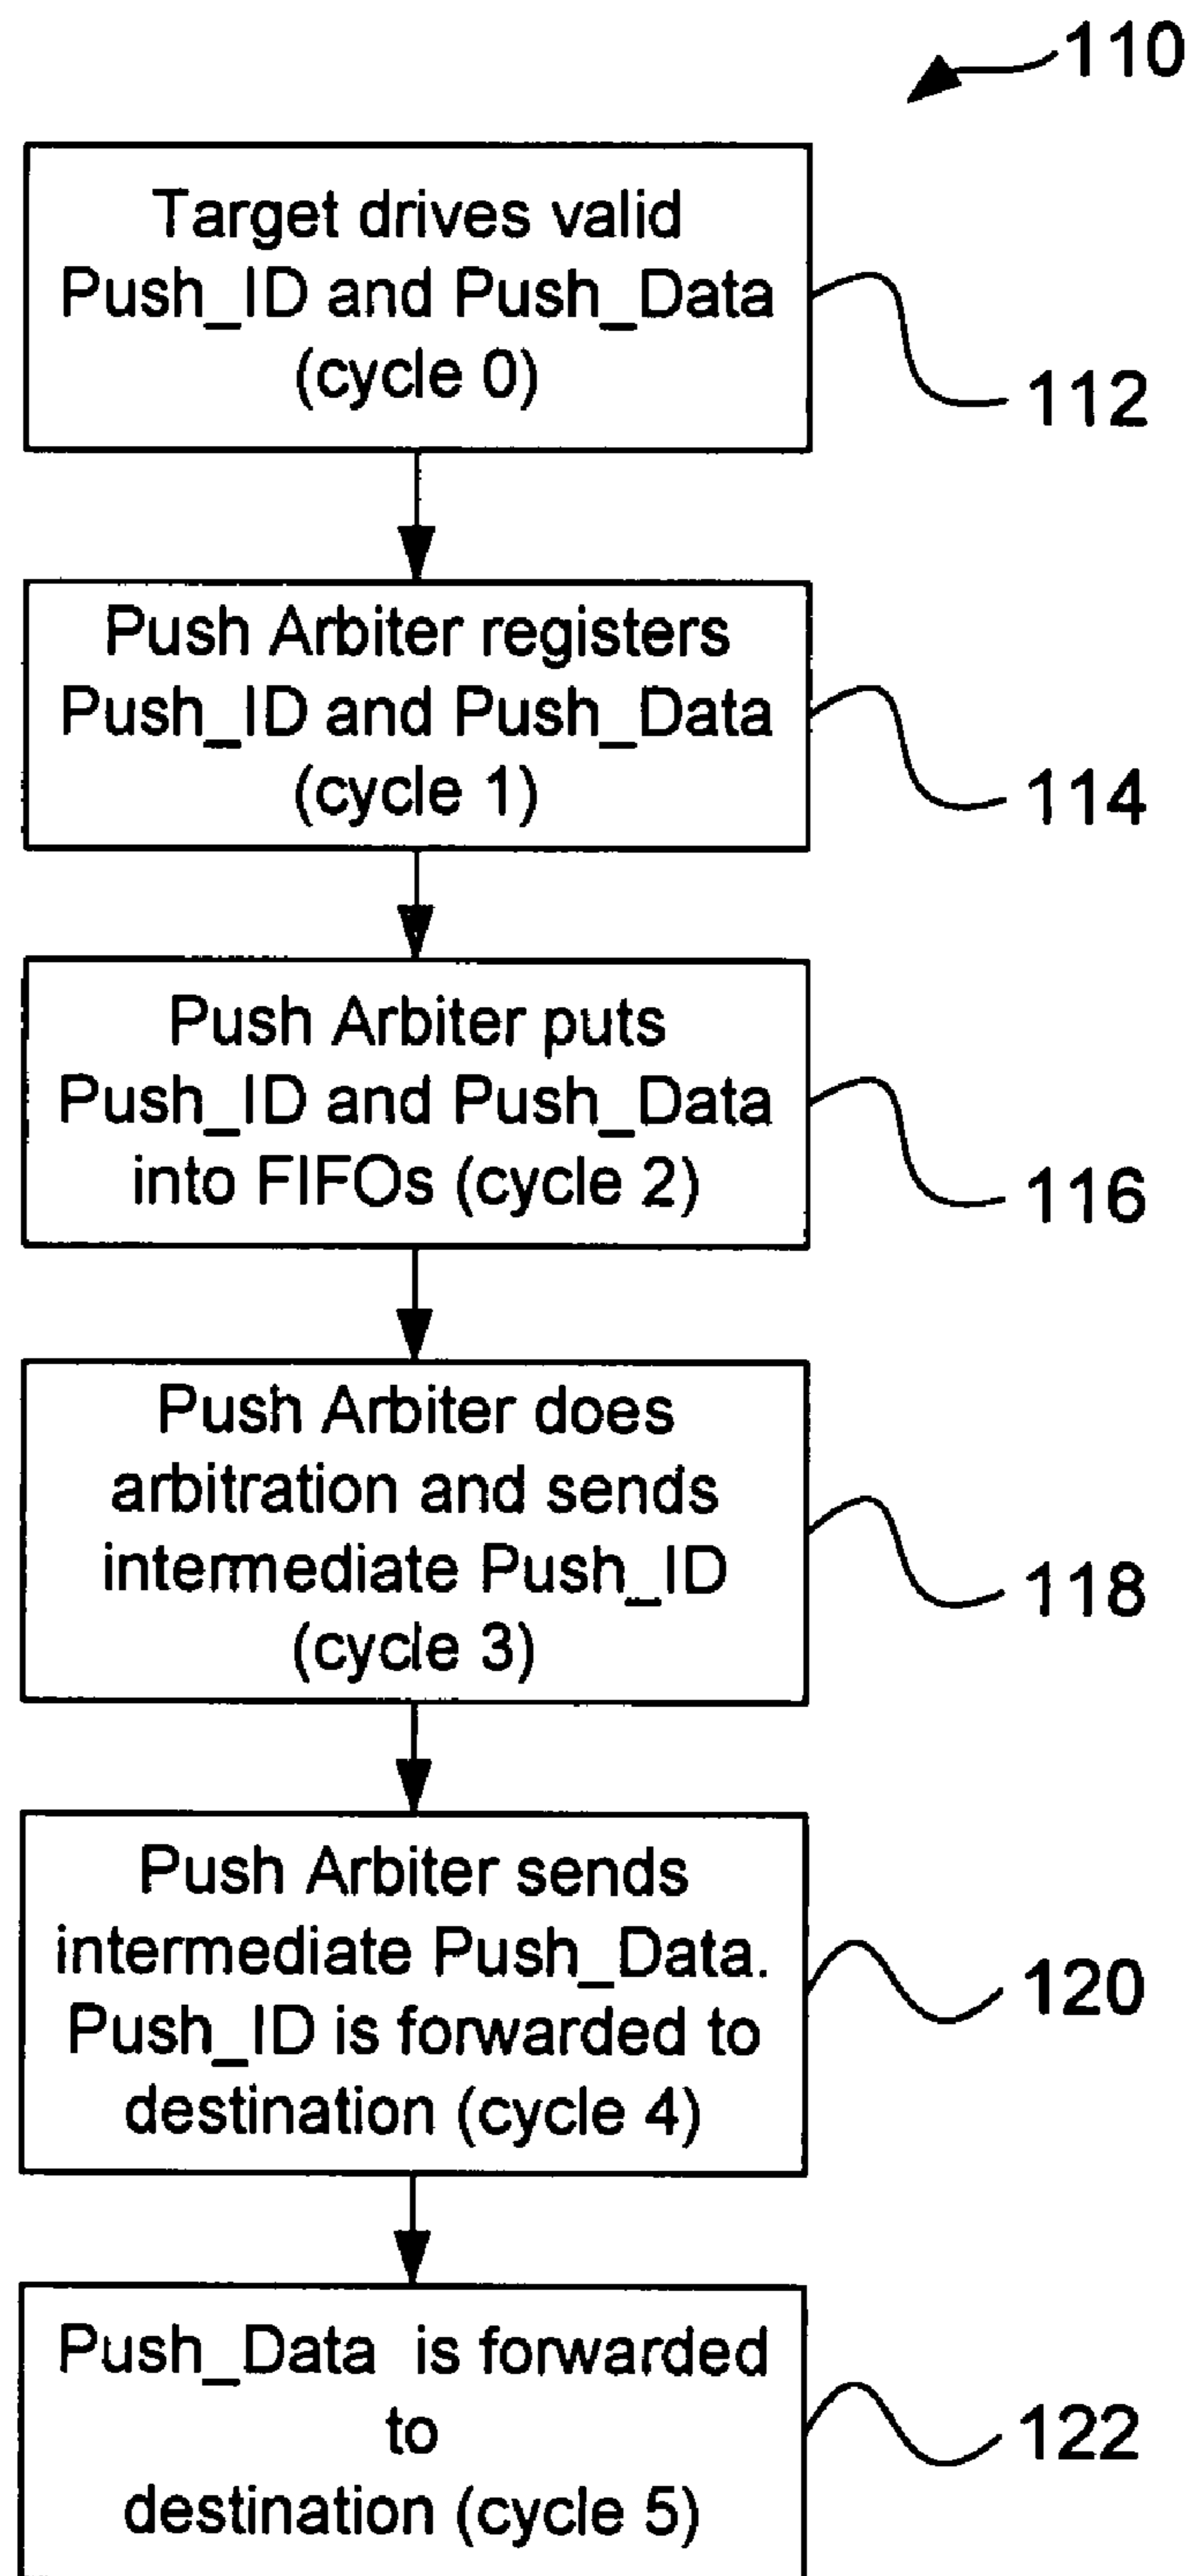 110
Target drives valid
Push_ID and Push_Data
(cycle 0)
112
Push Arbiter registers
Push_ID and Push_Data
(cycle 1)
114
Push Arbiter puts
Push_ID and Push_Data
into FIFOs (cycle 2)
116
Push Arbiter does
arbitration and sends
intermediate Push_ID
(cycle 3)
118
Push Arbiter sends
intermediate Push_Data.
Push_ID is forwarded to
destination (cycle 4)
120
Push_Data is forwarded
to
destination (cycle 5)
122